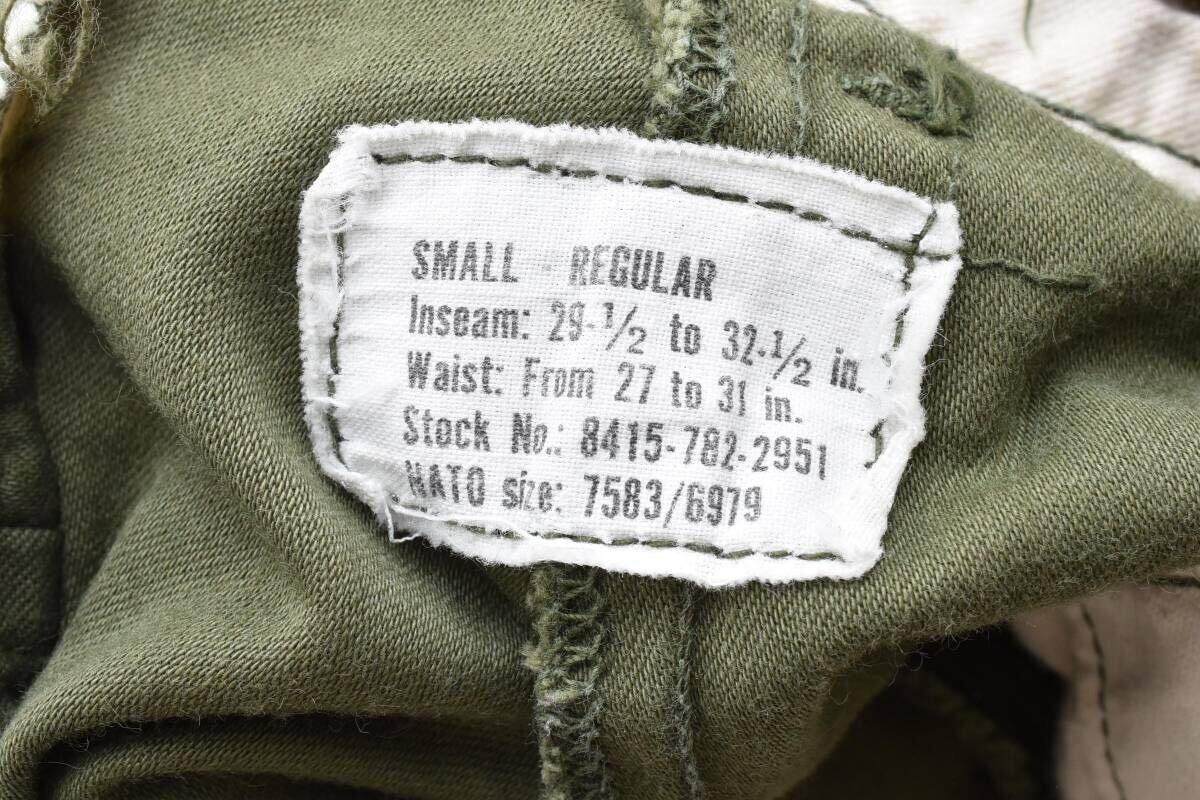 SMALL - REGULAR
Inseam: 29-1/2 to 32-1/2 in.
Waist: From 27 to 31 in.
Stock No.: 8415-782-2951
NATO size: 7583/6979